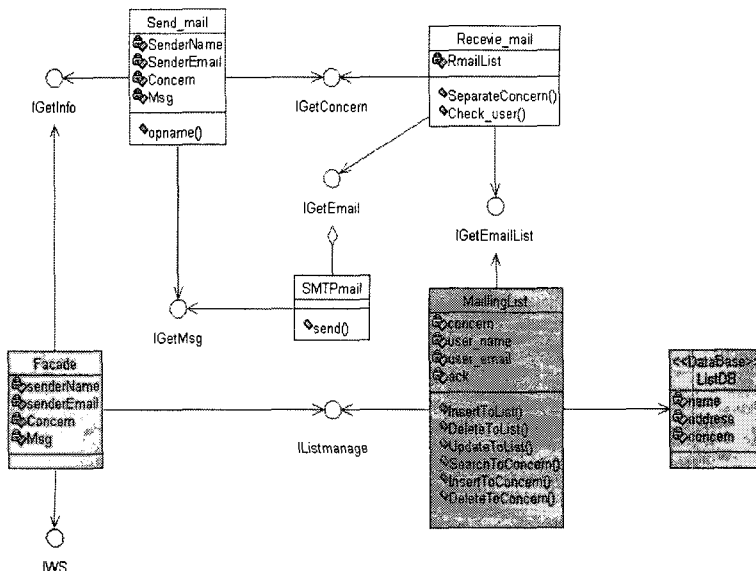 Send_mail
SenderName
SenderEmail
Concern
Msg
opname()
Recevie_mail
RmailList
SeparateConcern()
Check_user()
IGetInfo
IGetConcern
IGetEmail
IGetEmailList
SMTPmail
send()
IGetMsg
MaillingList
concern
user_name
user_email
ack
InsertToList()
DeleteToList()
UpdateToList()
SearchToConcern()
InsertToConcern()
DeleteToConcern()
Facade
senderName
senderEmail
Concern
Msg
<<DataBase>>
ListDB
name
address
concern
IListmanage
IWS